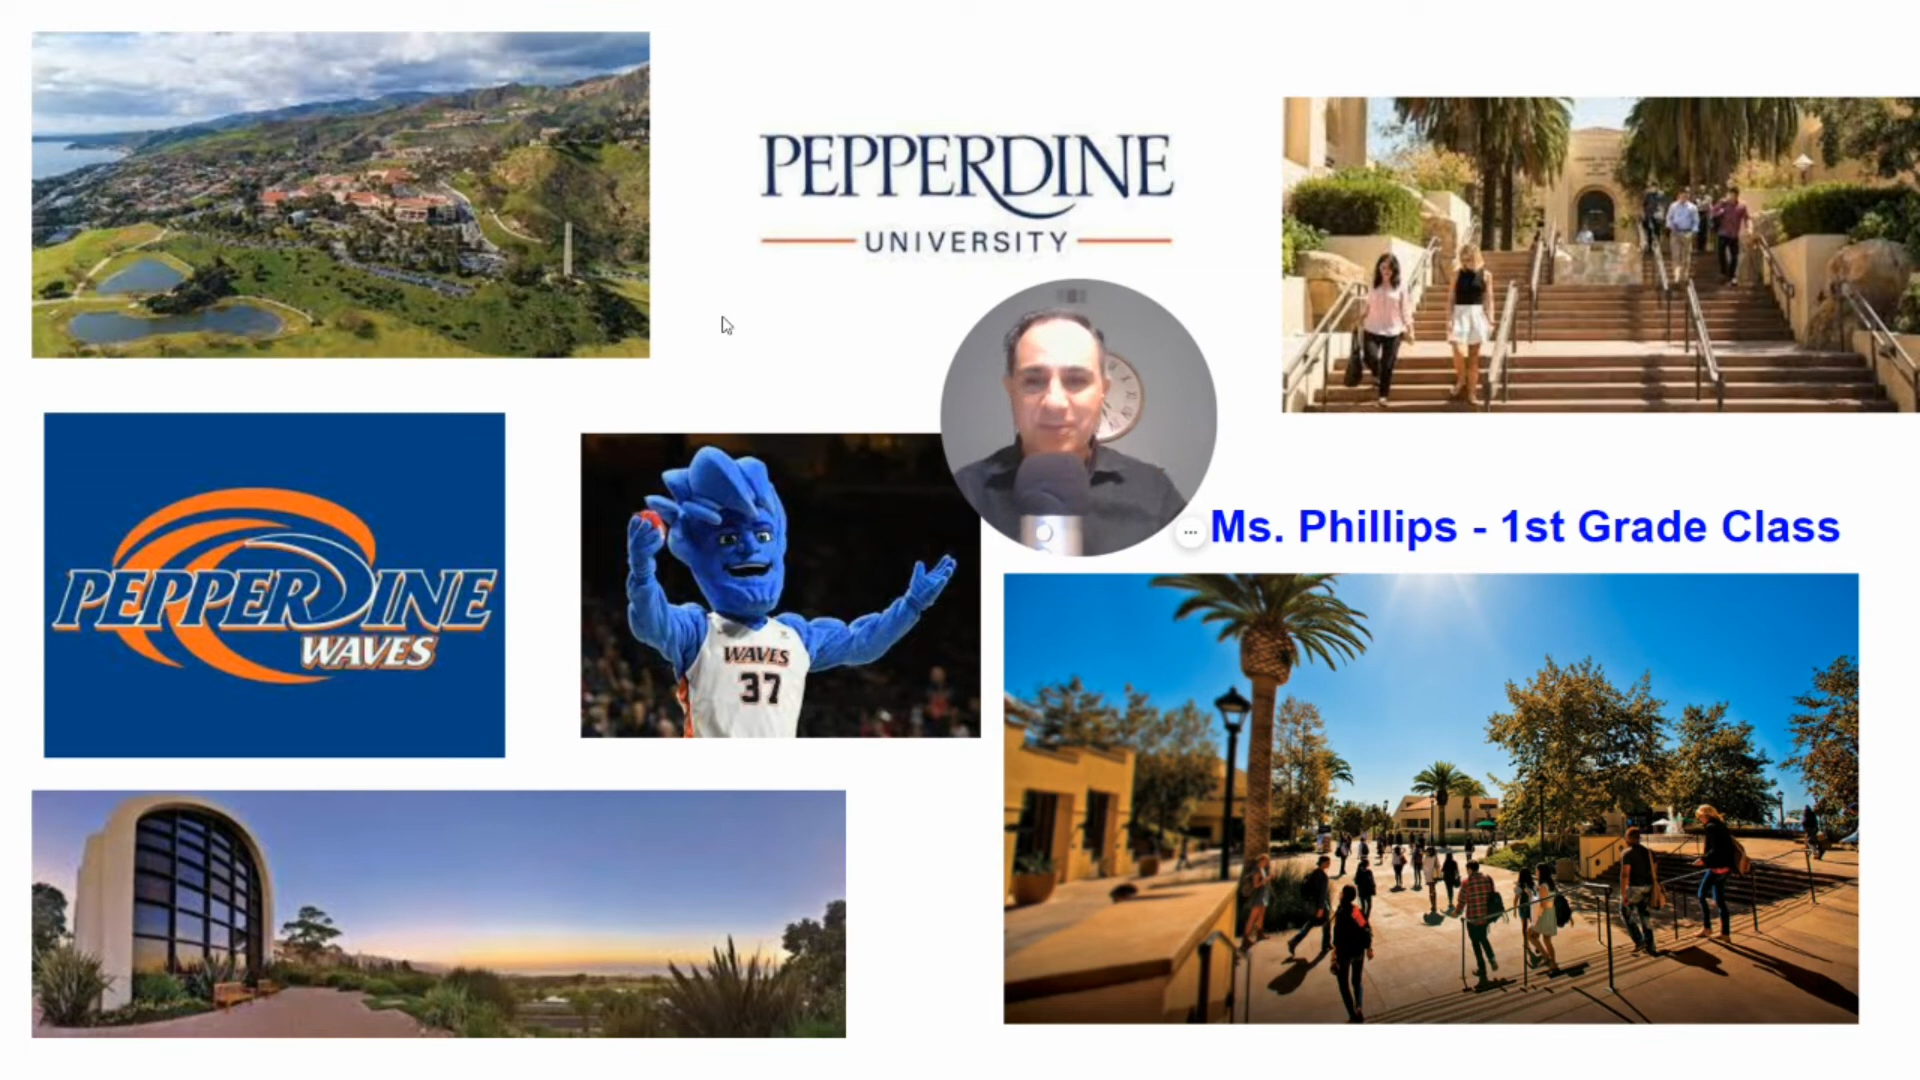 PEPPERDINE
UNIVERSITY
Ms. Phillips - 1st Grade Class
PEPPERDINE
WAVES
WAVES
37